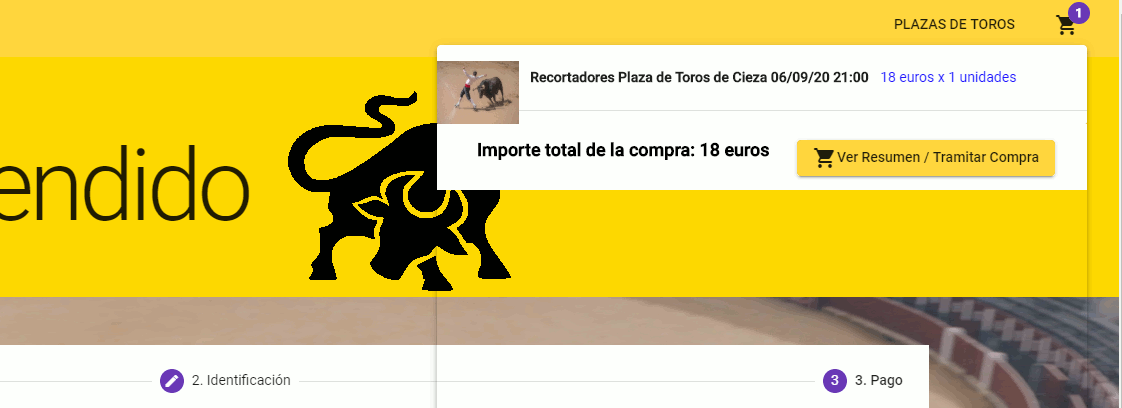 PLAZAS DE TOROS
1
Recortadores Plaza de Toros de Cieza 06/09/20 21:00 18 euros x 1 unidades
Importe total de la compra: 18 euros
Ver Resumen / Tramitar Compra
endido
2. Identificación
3 3. Pago